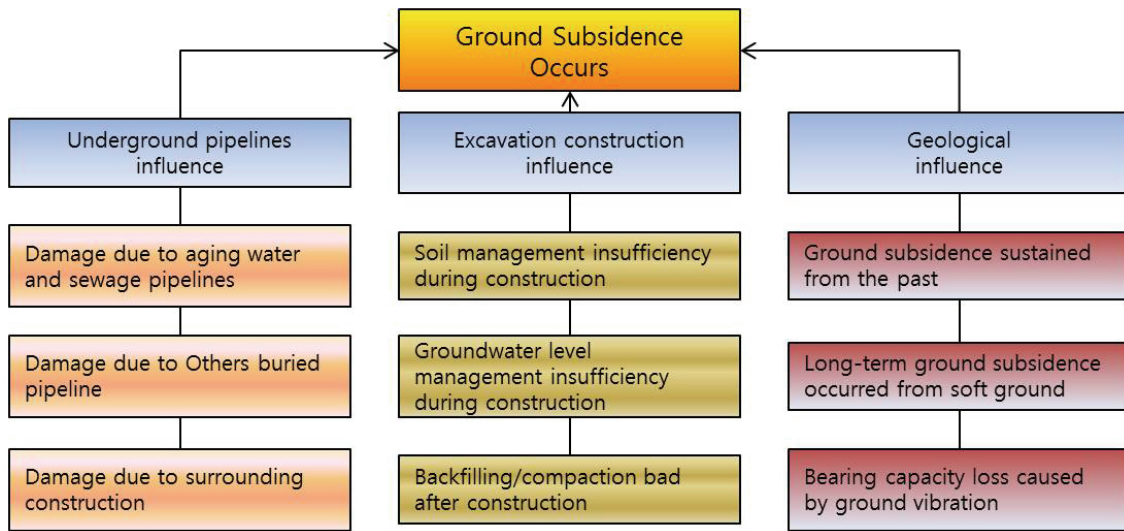 Ground Subsidence
Occurs
Underground pipelines
influence
Excavation construction
influence
Geological
influence
Damage due to aging water
and sewage pipelines
Soil management insufficiency
during construction
Ground subsidence sustained
from the past
Damage due to Others buried
pipeline
Groundwater level
management insufficiency
during construction
Long-term ground subsidence
occurred from soft ground
Damage due to surrounding
construction
Backfilling/compaction bad
after construction
Bearing capacity loss caused
by ground vibration